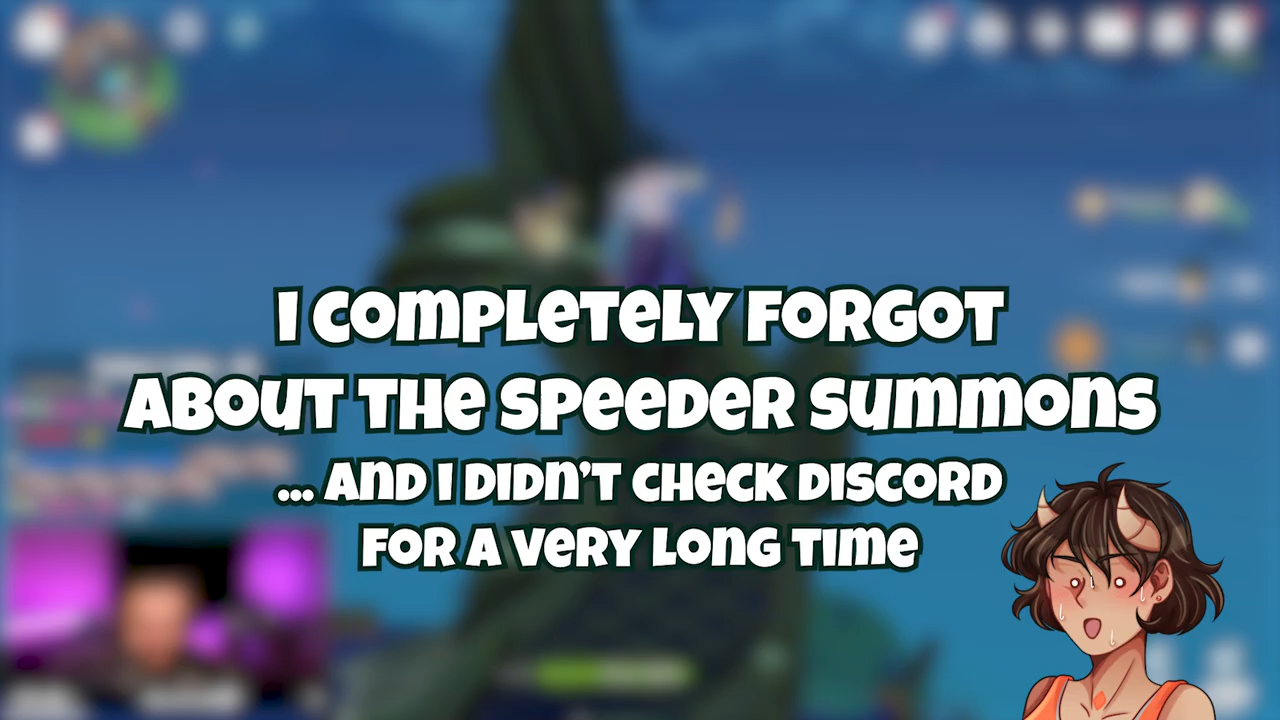 I COMPLETELY FORGOT
ABOUT THE SPEEDER SUMMONS
... AND I DIDN'T CHECK DISCORD
FOR A VERY LONG TIME